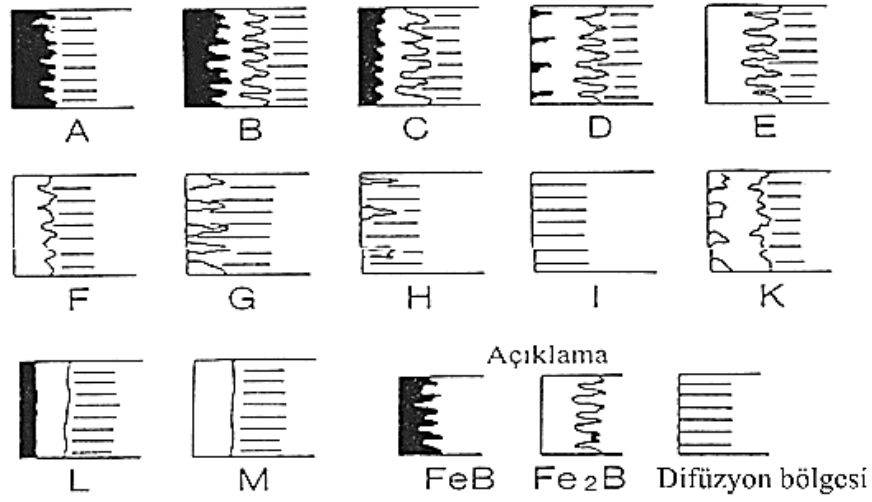 A B C D E
F G H I K
L M
Açıklama
FeB Fe₂B Difüzyon bölgesi